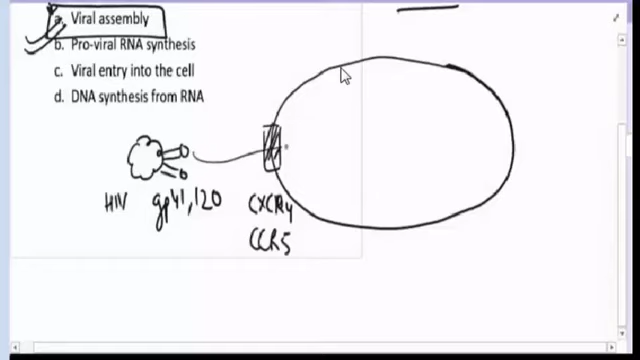 a. Viral assembly
b. Pro-viral RNA synthesis
c. Viral entry into the cell
d. DNA synthesis from RNA
HIV gp41,120 CXCR4
CCR5